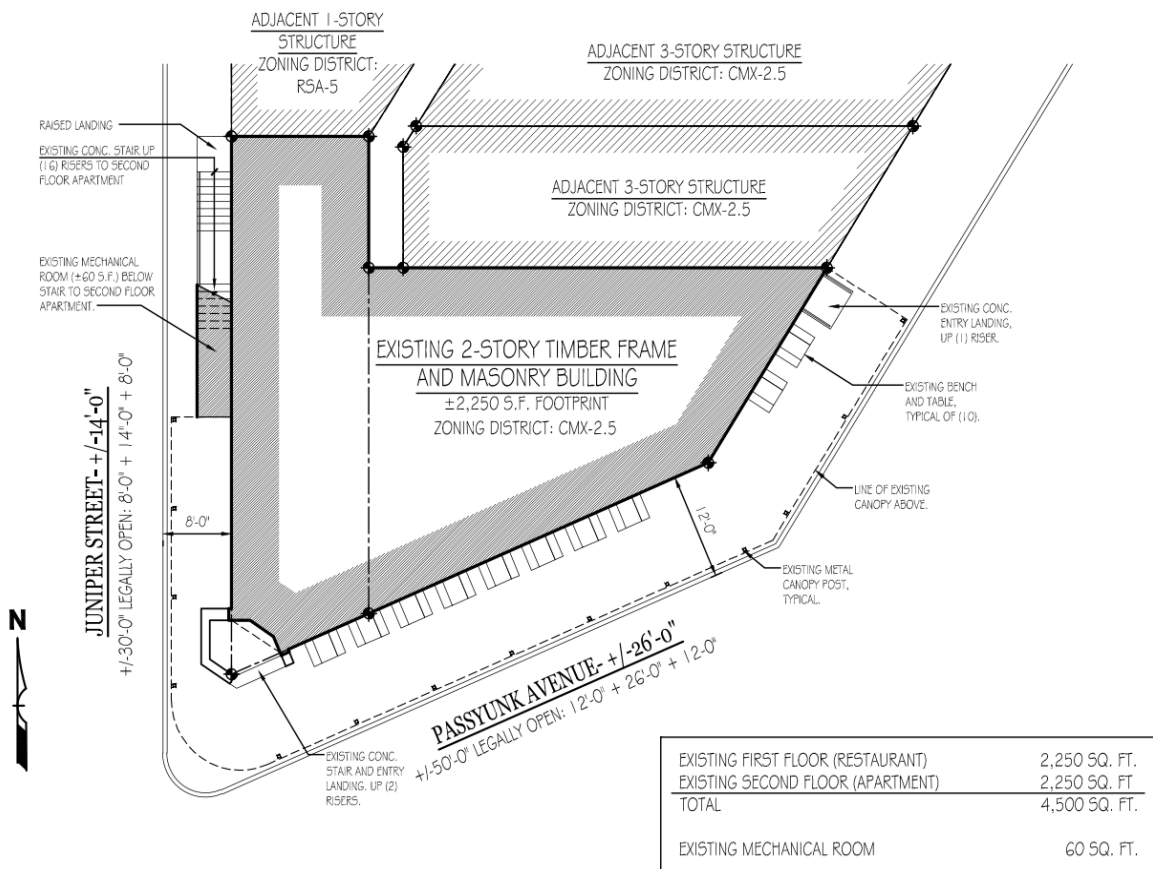 ADJACENT 1-STORY
STRUCTURE
ZONING DISTRICT:
RSA-5
ADJACENT 3-STORY STRUCTURE
ZONING DISTRICT: CMX-2.5
RAISED LANDING
EXISTING CONC. STAIR UP
(16) RISERS TO SECOND
FLOOR APARTMENT
ADJACENT 3-STORY STRUCTURE
ZONING DISTRICT: CMX-2.5
EXISTING MECHANICAL
ROOM (±60 S.F.) BELOW
STAIR TO SECOND FLOOR
APARTMENT.
EXISTING CONC.
ENTRY LANDING,
UP (1) RISER.
EXISTING 2-STORY TIMBER FRAME
AND MASONRY BUILDING
±2,250 S.F. FOOTPRINT
ZONING DISTRICT: CMX-2.5
EXISTING BENCH
AND TABLE,
TYPICAL OF (10).
JUNIPER STREET- +/-14'-0"
+/-30'-0" LEGALLY OPEN: 8'-0" + 14'-0" + 8'-0"
8'-0"
LINE OF EXISTING
CANOPY ABOVE.
12'-0"
EXISTING METAL
CANOPY POST,
TYPICAL.
N
PASSYUNK AVENUE- +/-26'-0"
+/-50'-0" LEGALLY OPEN: 12'-0" + 26'-0" + 12'-0"
EXISTING CONC.
STAIR AND ENTRY
LANDING. UP (2)
RISERS.
EXISTING FIRST FLOOR (RESTAURANT) 2,250 SQ. FT.
EXISTING SECOND FLOOR (APARTMENT) 2,250 SQ. FT
TOTAL 4,500 SQ. FT.
EXISTING MECHANICAL ROOM 60 SQ. FT.